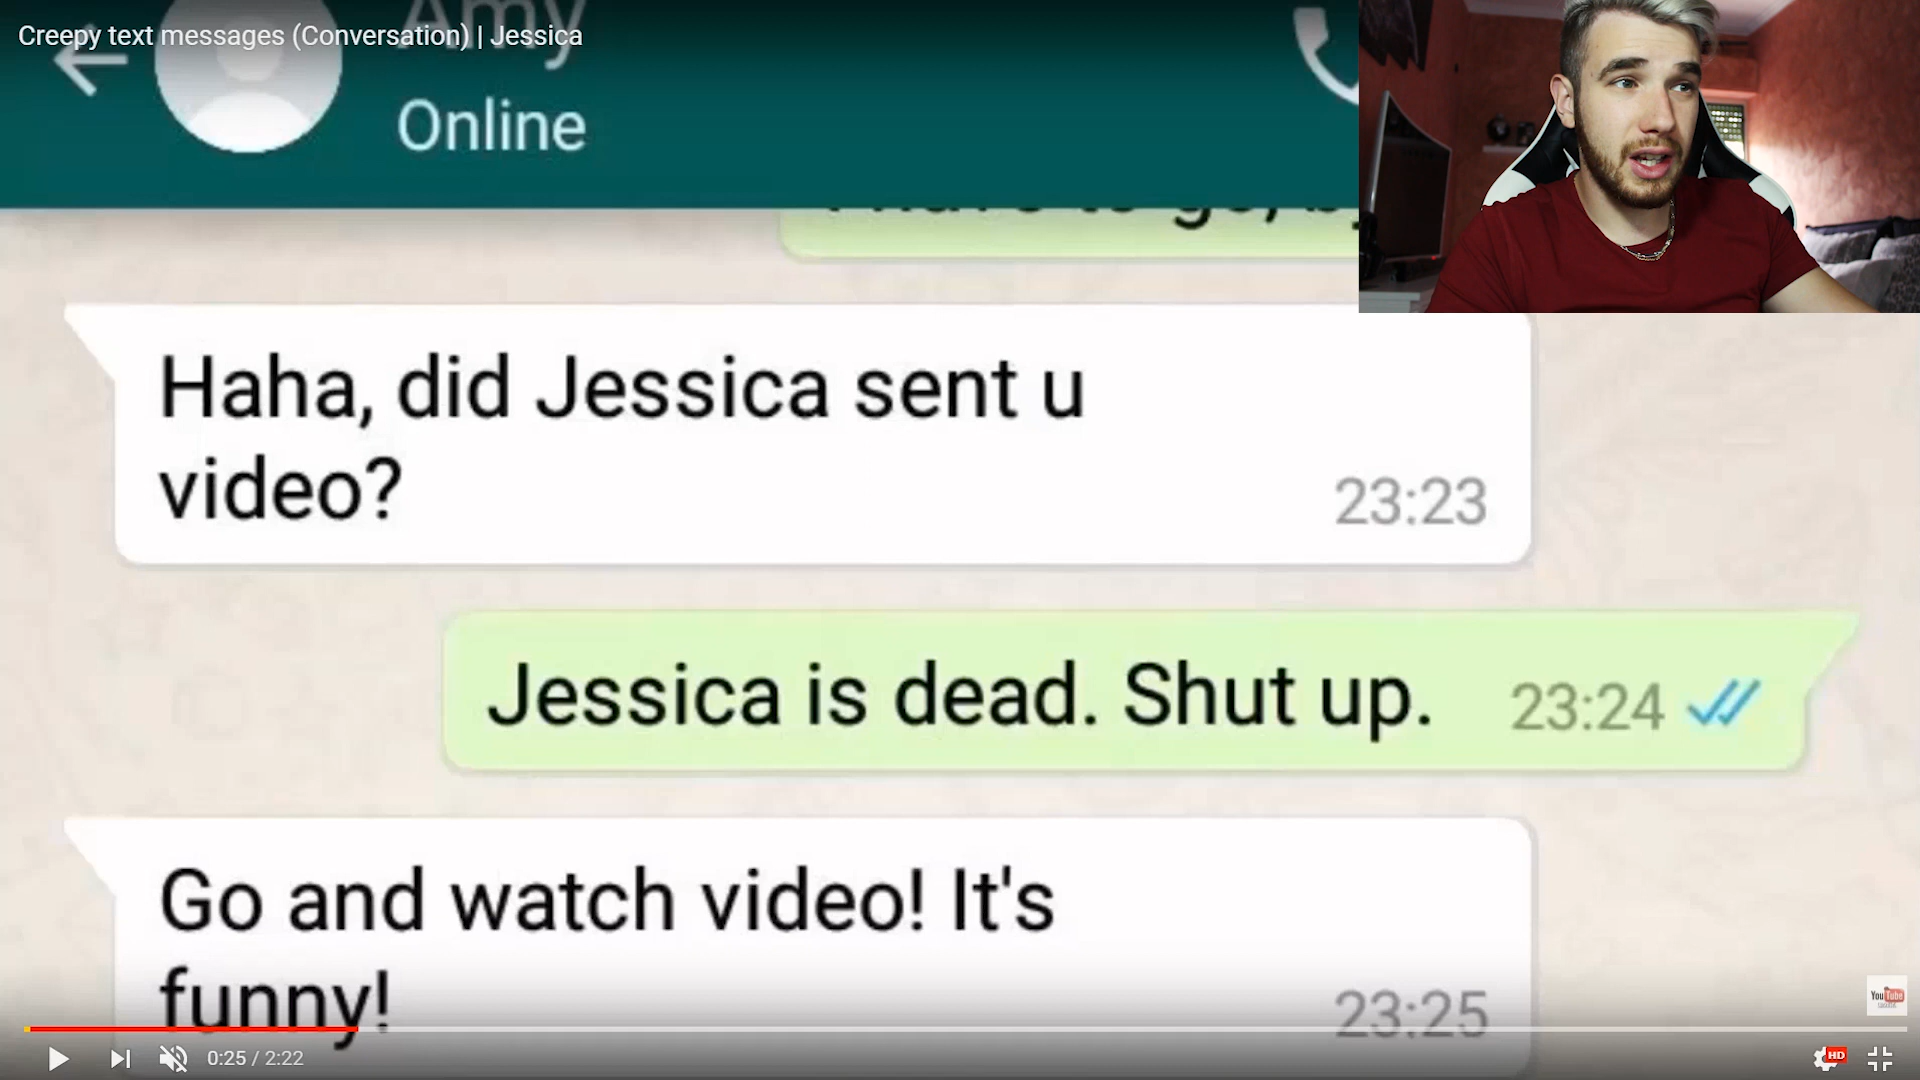 Creepy text messages (Conversation) | Jessica
Amy
Online
Haha, did Jessica sent u
video?
23:23
Jessica is dead. Shut up.
23:24
Go and watch video! It's
funny!
23:25
YouTube
0:25 / 2:22
HD